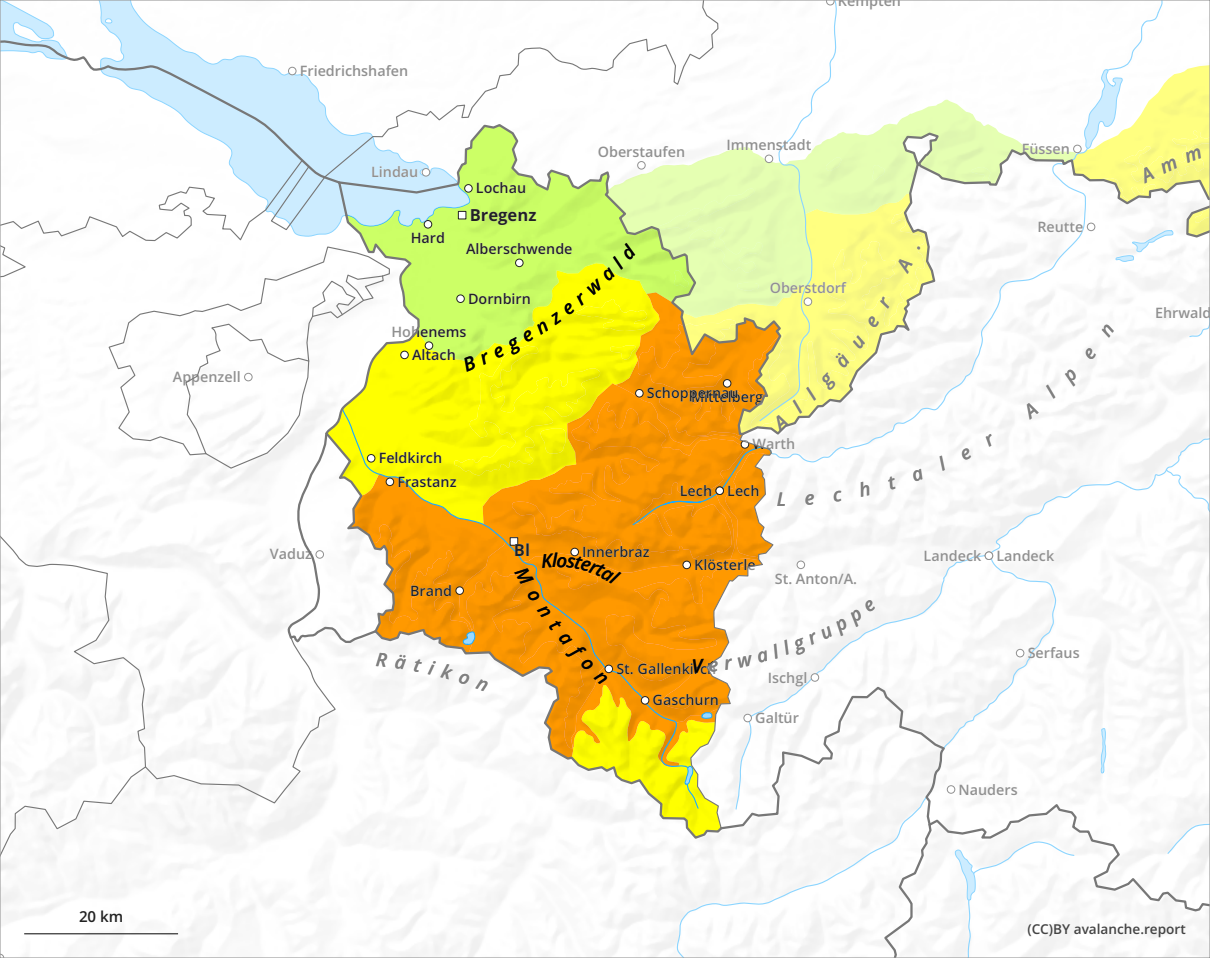 Kempten
Friedrichshafen
Immenstadt
Füssen
Oberstaufen
Lindau
Lochau
Amm
Bregenz
Hard
Reutte
Alberschwende
Allgäuer A.
Oberstdorf
Dornbirn
Bregenzerwald
Ehrwald
Hohenems
Altach
Appenzell
Schoppernau
Mittelberg
Lechtaler Alpen
Warth
Feldkirch
Frastanz
Lech
Lech
Vaduz
Bl
Innerbraz
Klostertal
Klösterle
Landeck
Landeck
St. Anton/A.
Brand
Montafon
Verwallgruppe
Serfaus
Rätikon
St. Gallenkirch
Ischgl
Gaschurn
Galtür
Nauders
20 km
(CC)BY avalanche.report